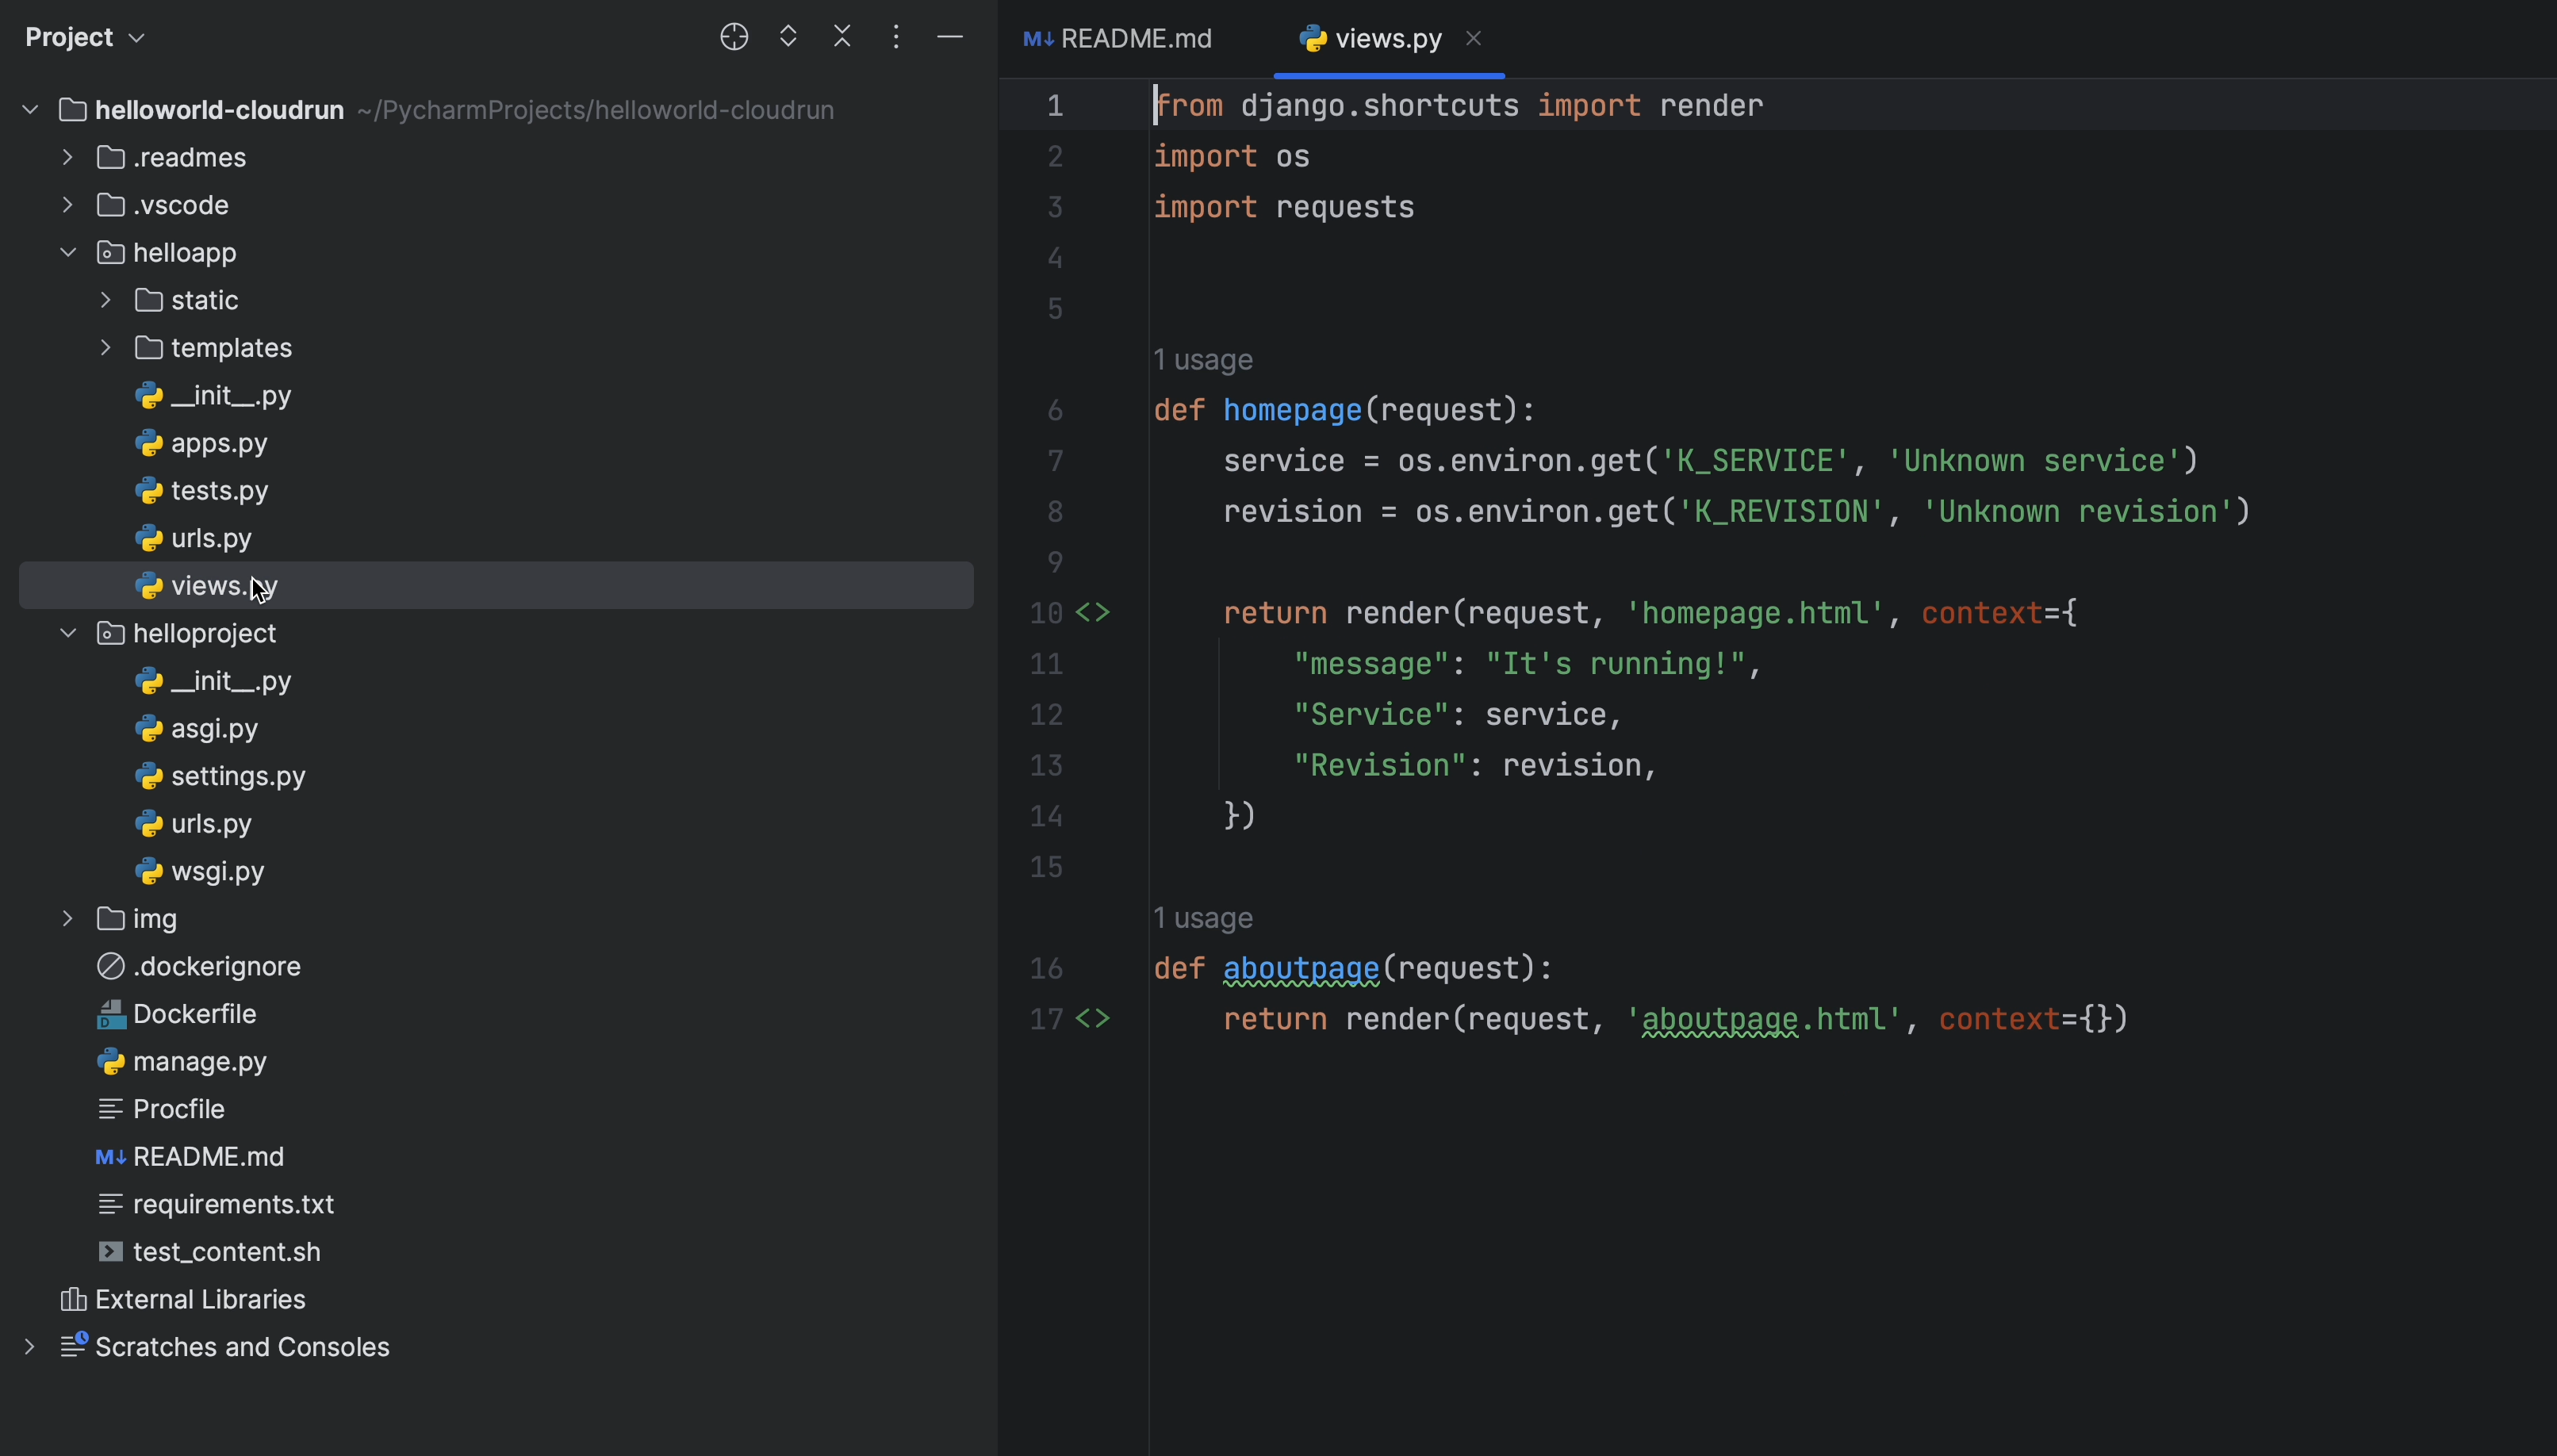 Project
helloworld-cloudrun ~/PycharmProjects/helloworld-cloudrun
.readmes
.vscode
helloapp
static
templates
__init__.py
apps.py
tests.py
urls.py
views.py
helloproject
__init__.py
asgi.py
settings.py
urls.py
wsgi.py
img
.dockerignore
D Dockerfile
manage.py
Procfile
M↓ README.md
requirements.txt
test_content.sh
External Libraries
Scratches and Consoles
M↓ README.md views.py
1 from django.shortcuts import render
2 import os
3 import requests
4
5
1 usage
6 def homepage(request):
7     service = os.environ.get('K_SERVICE', 'Unknown service')
8     revision = os.environ.get('K_REVISION', 'Unknown revision')
9
10 <>     return render(request, 'homepage.html', context={
11         "message": "It's running!",
12         "Service": service,
13         "Revision": revision,
14     })
15
1 usage
16 def aboutpage(request):
17 <>     return render(request, 'aboutpage.html', context={})